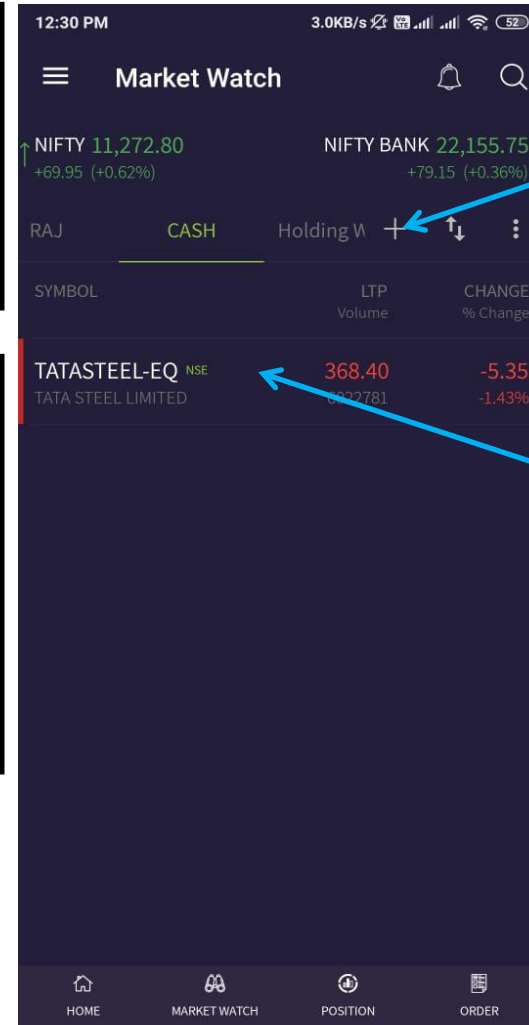 12:30 PM 3.0KB/s 52
Market Watch
NIFTY 11,272.80 NIFTY BANK 22,155.75
+69.95 (+0.62%) +79.15 (+0.36%)
RAJ CASH Holding W
SYMBOL LTP CHANGE
Volume % Change
TATASTEEL-EQ NSE 368.40 -5.35
TATA STEEL LIMITED -1.43%
HOME MARKET WATCH POSITION ORDER